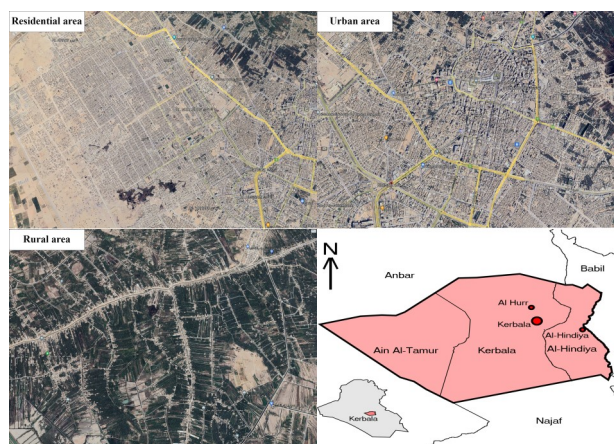 Residential area
Urban area
Rural area
N
Anbar
Babil
Al Hurr
Kerbala
Al-Hindiya
Ain Al-Tamur
Kerbala
Al-Hindiya
Kerbala
Najaf